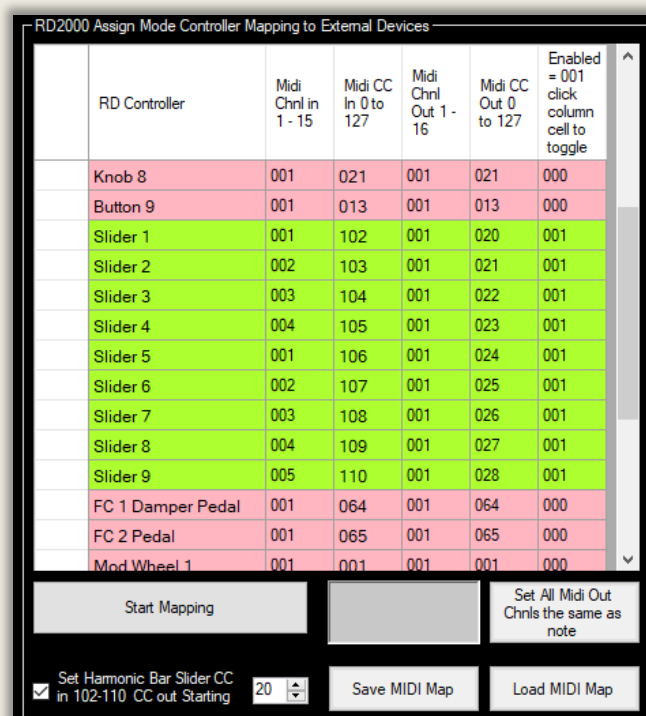 RD2000 Assign Mode Controller Mapping to External Devices
RD Controller
Midi
Chnl in
1 - 15
Midi CC
In 0 to
127
Midi
Chnl
Out 1 -
16
Midi CC
Out 0
to 127
Enabled
= 001
click
column
cell to
toggle
Knob 8 001 021 001 021 000
Button 9 001 013 001 013 000
Slider 1 001 102 001 020 001
Slider 2 002 103 001 021 001
Slider 3 003 104 001 022 001
Slider 4 004 105 001 023 001
Slider 5 001 106 001 024 001
Slider 6 002 107 001 025 001
Slider 7 003 108 001 026 001
Slider 8 004 109 001 027 001
Slider 9 005 110 001 028 001
FC 1 Damper Pedal 001 064 001 064 000
FC 2 Pedal 001 065 001 065 000
Mod Wheel 1 001 001 001 001 000
Start Mapping
Set All Midi Out
Chnls the same as
note
Set Harmonic Bar Slider CC
in 102-110 CC out Starting
20
Save MIDI Map
Load MIDI Map